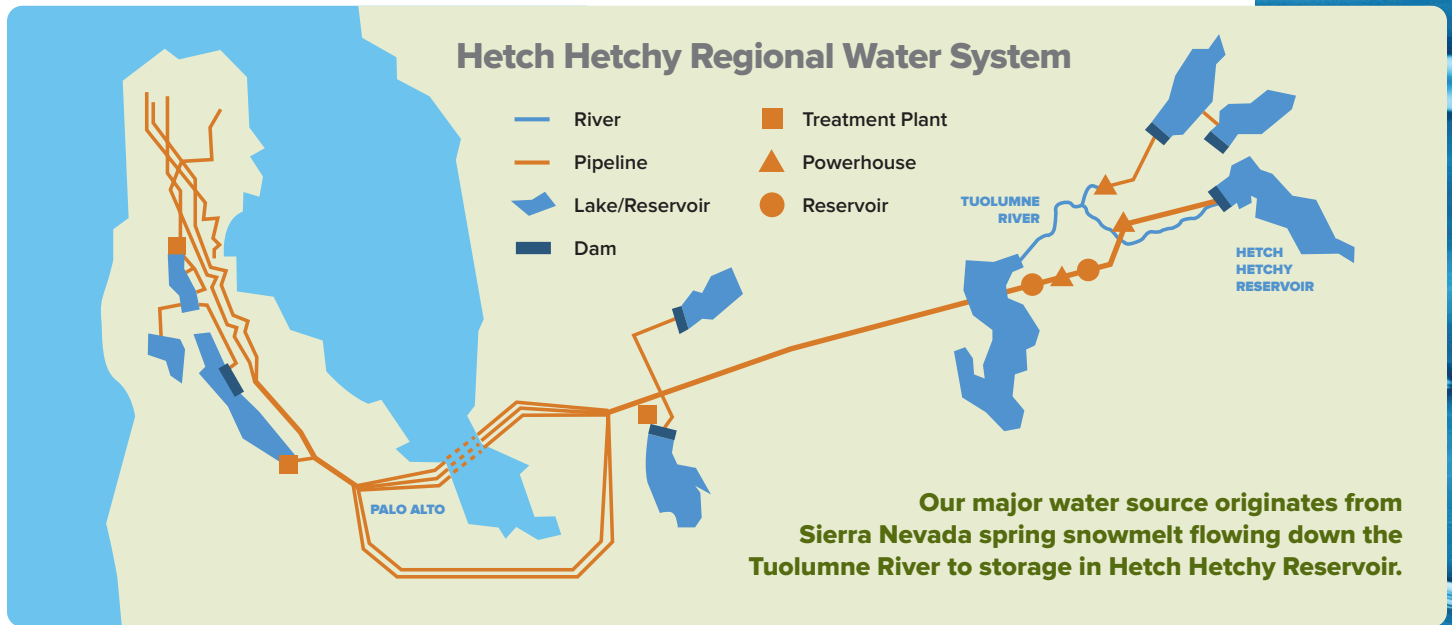 Hetch Hetchy Regional Water System
River
Pipeline
Lake/Reservoir
Dam
Treatment Plant
Powerhouse
Reservoir
TUOLUMNE
RIVER
HETCH
HETCHY
RESERVOIR
PALO ALTO
Our major water source originates from
Sierra Nevada spring snowmelt flowing down the
Tuolumne River to storage in Hetch Hetchy Reservoir.